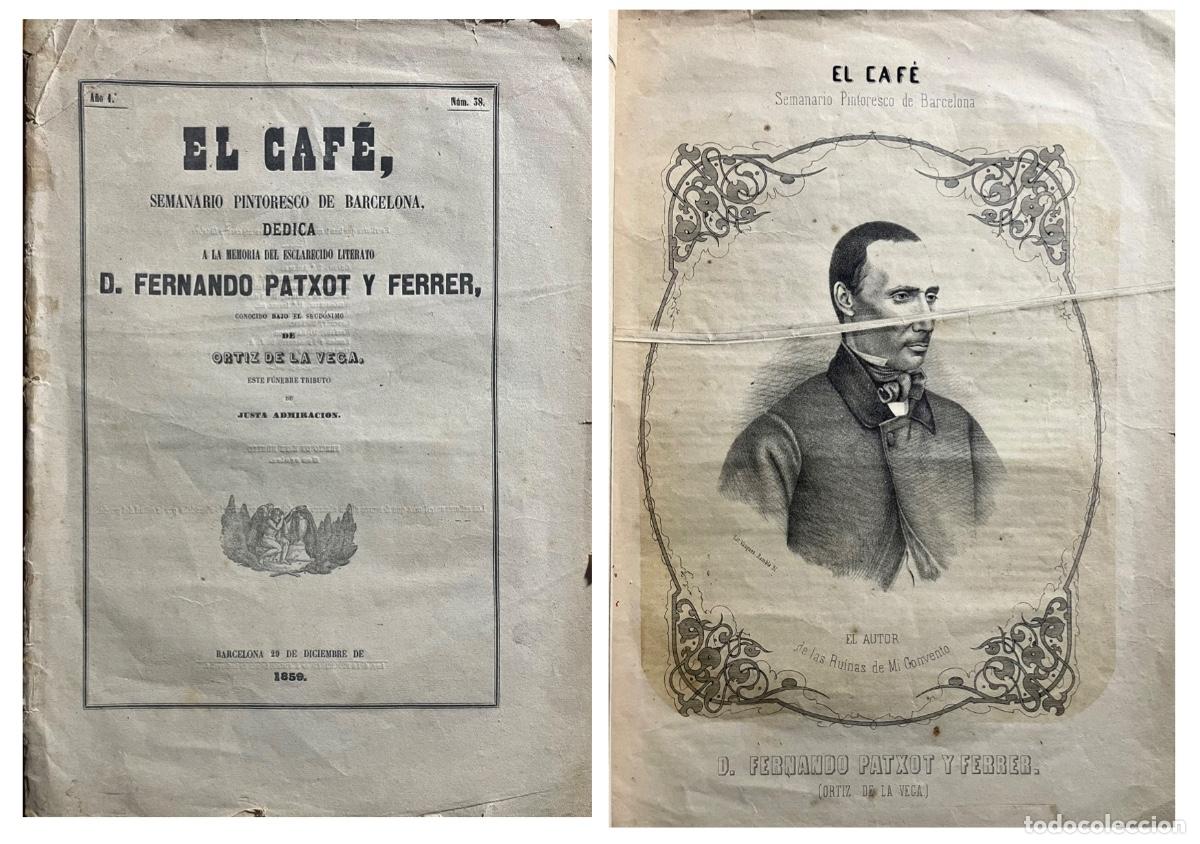 Año 1.°
Núm. 38.
EL CAFÉ,
SEMANARIO PINTORESCO DE BARCELONA,
DEDICA
A LA MEMORIA DEL ESCLARECIDO LITERATO
D. FERNANDO PATXOT Y FERRER,
CONOCIDO BAJO EL SEUDÓNIMO
DE
ORTIZ DE LA VEGA.
ESTE FÚNEBRE TRIBUTO
DE
JUSTA ADMIRACION.
BARCELONA 29 DE DICIEMBRE DE
1859.
EL CAFÉ
Semanario Pintoresco de Barcelona
EL AUTOR
de las Ruinas de Mi Convento
D. FERNANDO PATXOT Y FERRER.
(ORTIZ DE LA VEGA)
todocoleccion